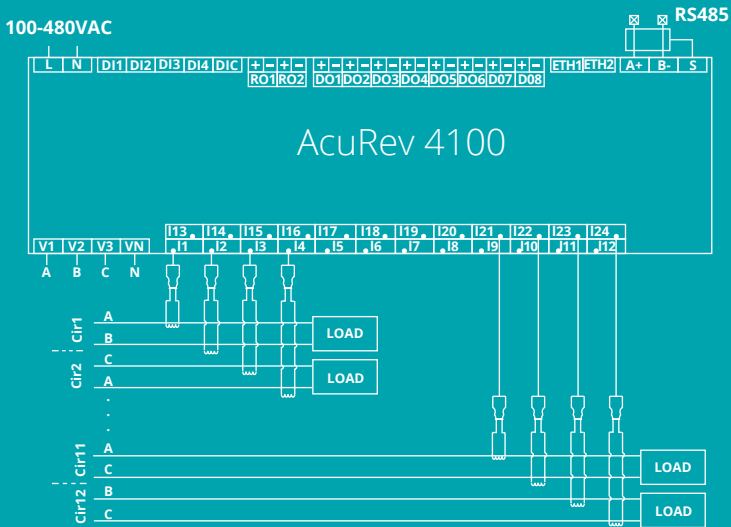 100-480VAC
RS485
L N DI1 DI2 DI3 DI4 DIC + - + - + - + - + - + - + - + - + - + - ETH1 ETH2 A+ B- S
RO1 RO2 DO1 DO2 DO3 DO4 DO5 DO6 D07 D08
AcuRev 4100
I13 I14 I15 I16 I17 I18 I19 I20 I21 I22 I23 I24
V1 V2 V3 VN I1 I2 I3 I4 I5 I6 I7 I8 I9 I10 I11 I12
A B C N
Cir1
A
B
LOAD
Cir2
C
A
LOAD
.
.
.
Cir11
A
C
LOAD
Cir12
B
C
LOAD